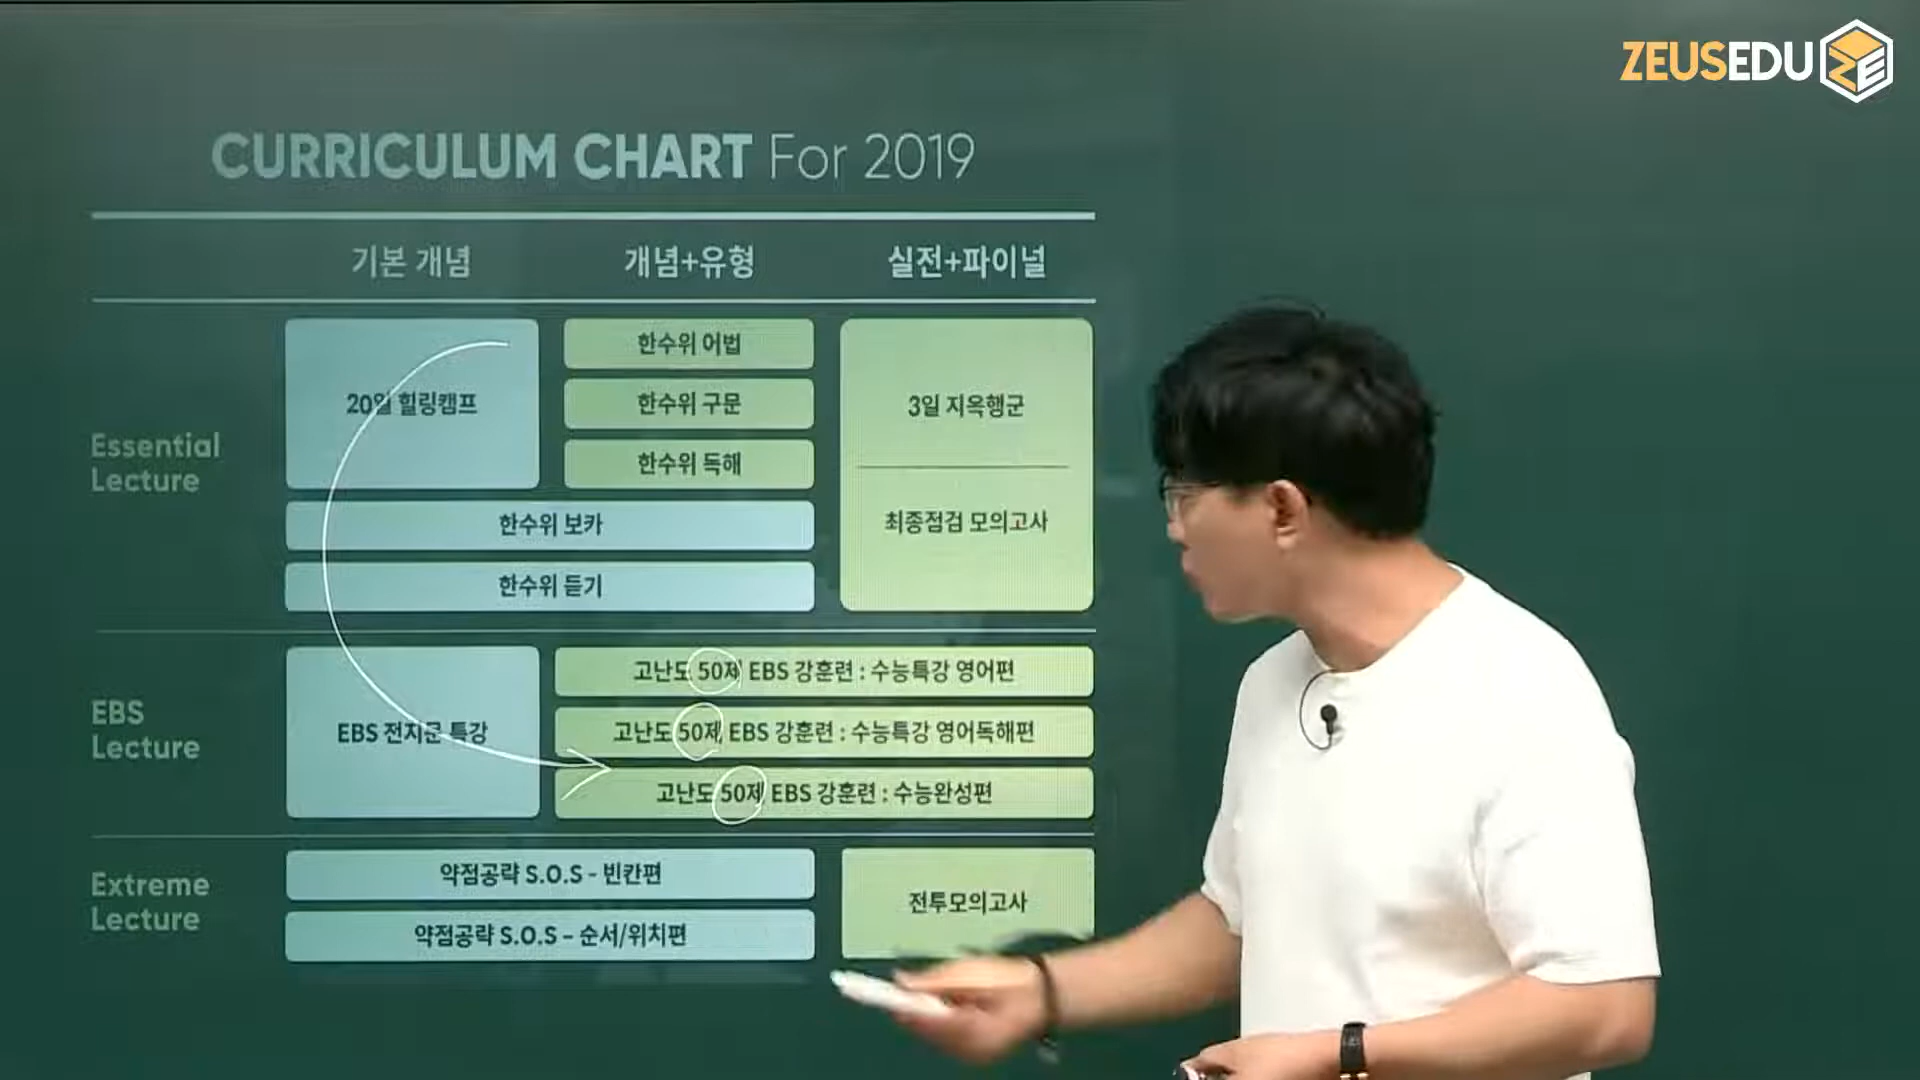 ZEUSEDU
CURRICULUM CHART For 2019
기본 개념
개념+유형
실전+파이널
Essential
Lecture
20일 힐링캠프
한수위 어법
한수위 구문
한수위 독해
한수위 보카
한수위 듣기
3일 지옥행군
최종점검 모의고사
EBS
Lecture
EBS 전지문 특강
고난도 50제 EBS 강훈련 : 수능특강 영어편
고난도 50제 EBS 강훈련 : 수능특강 영어독해편
고난도 50제 EBS 강훈련 : 수능완성편
Extreme
Lecture
약점공략 S.O.S - 빈칸편
약점공략 S.O.S - 순서/위치편
전투모의고사